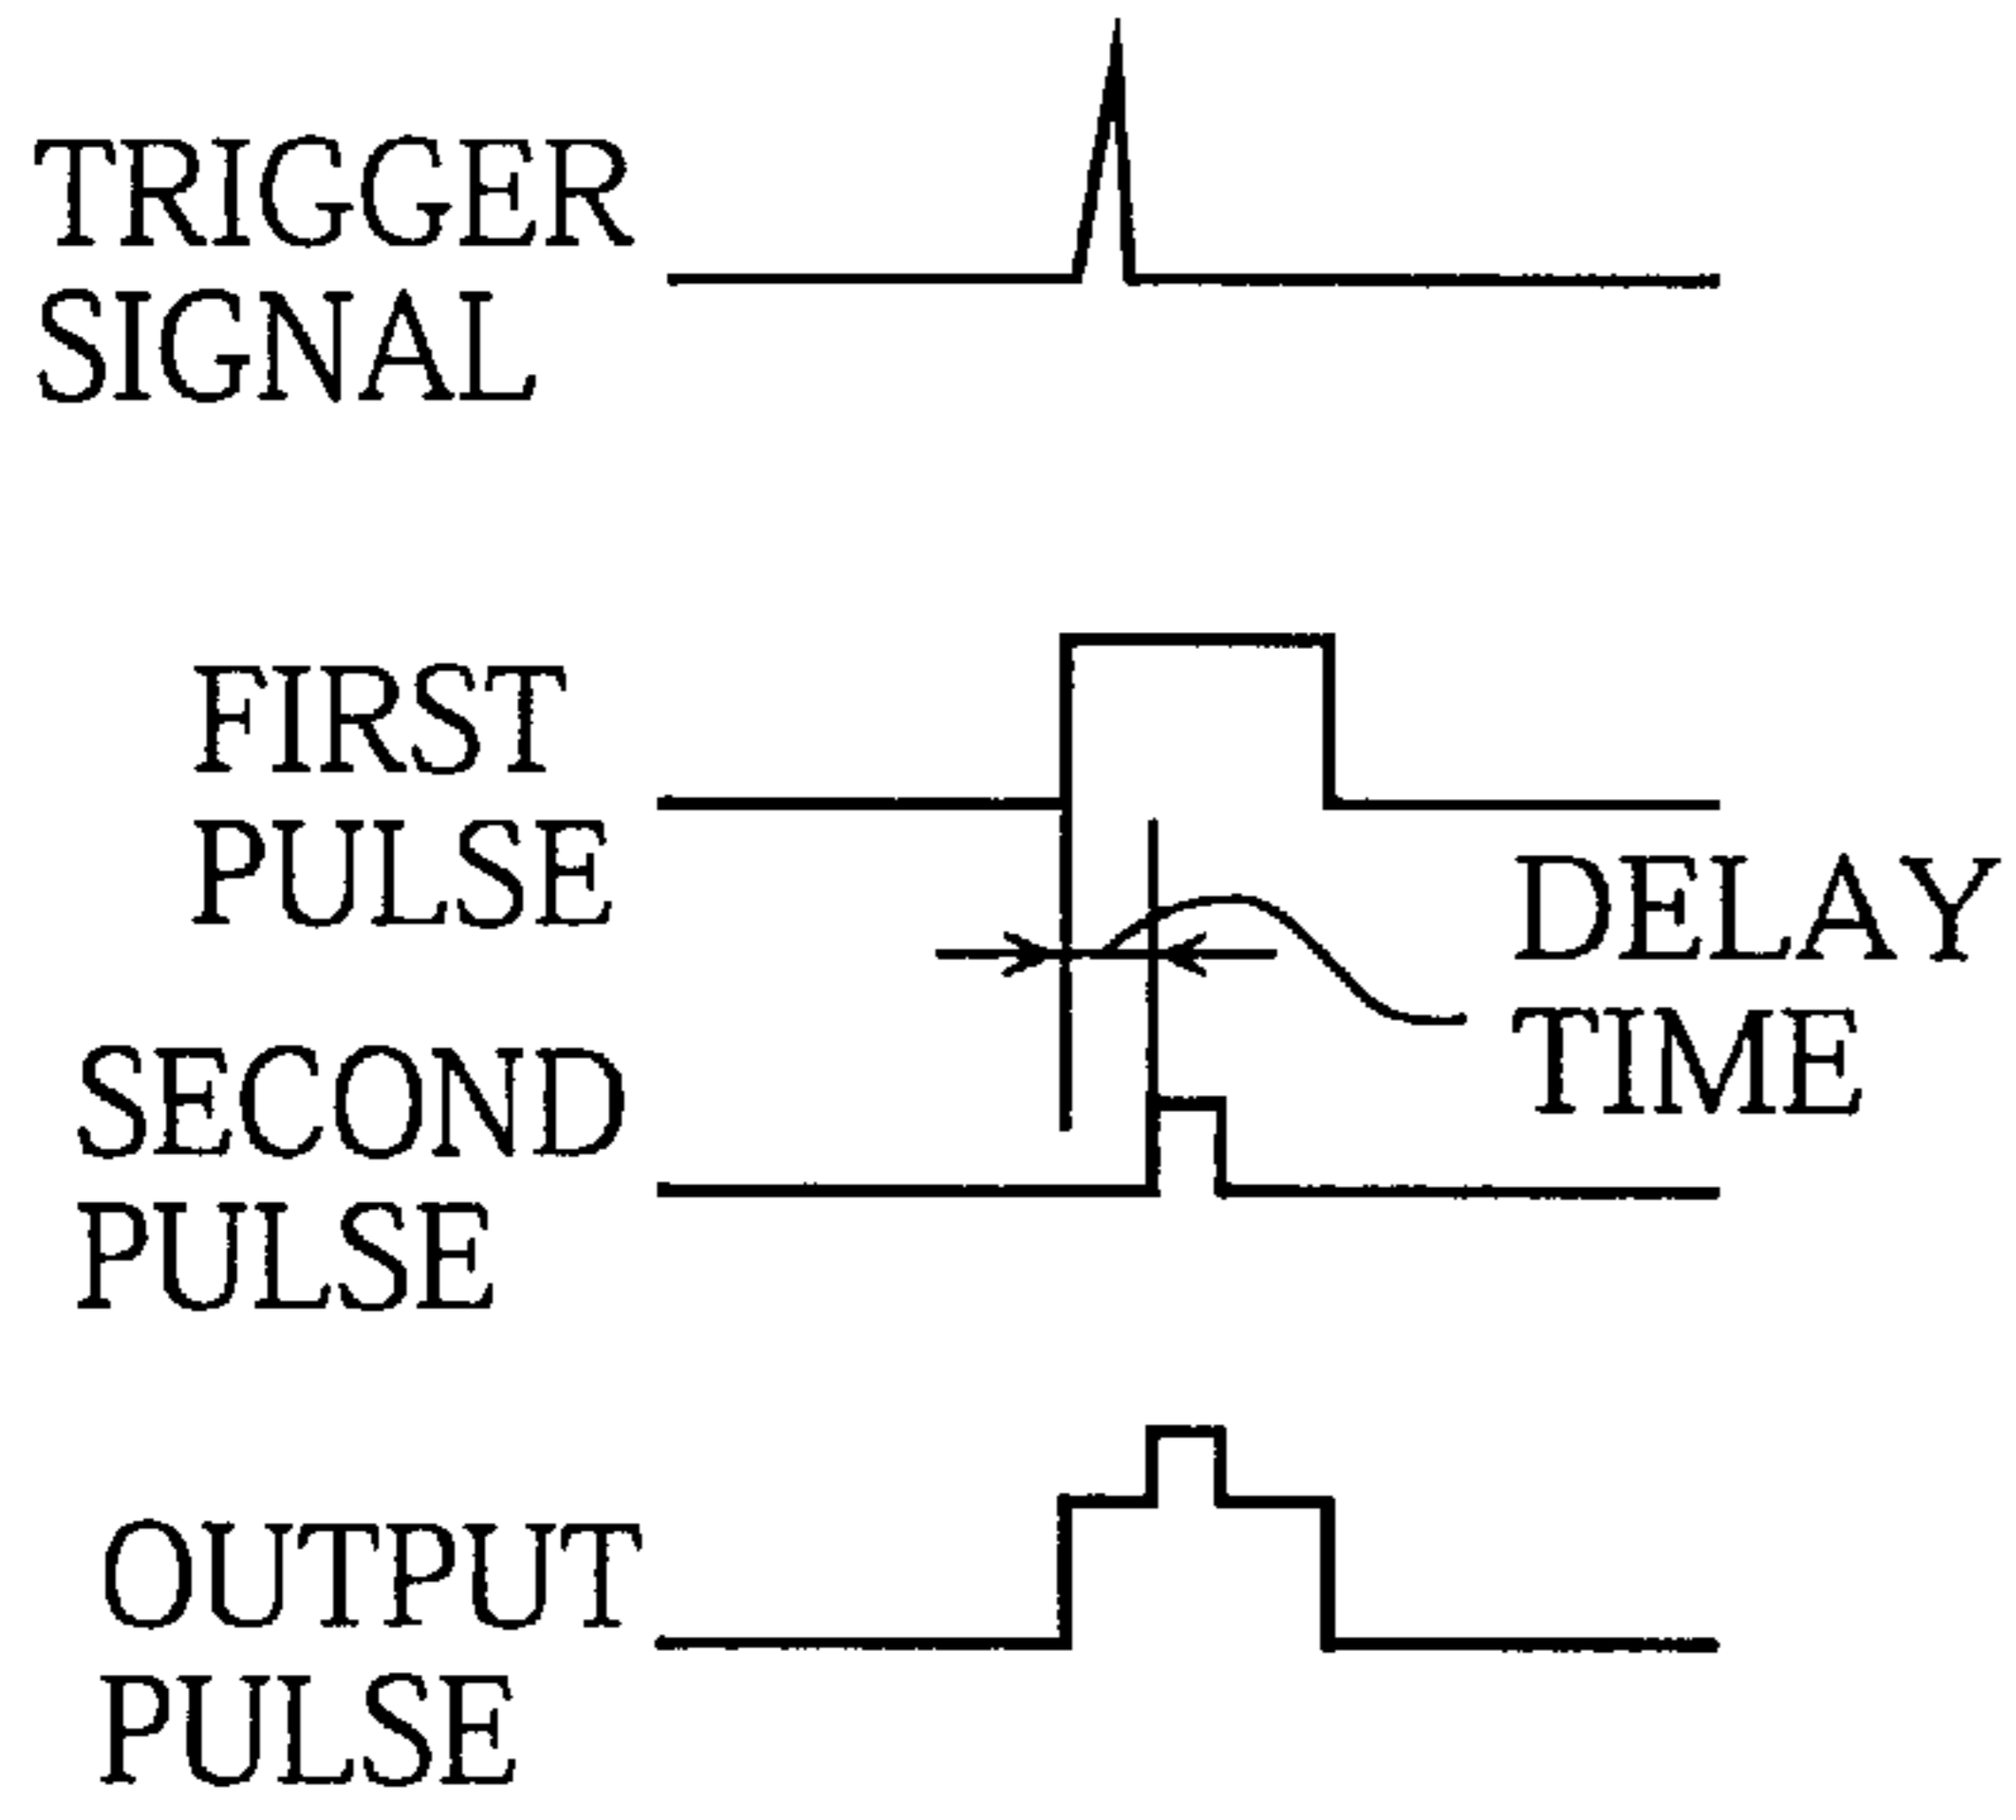 TRIGGER
SIGNAL
FIRST
PULSE
DELAY
TIME
SECOND
PULSE
OUTPUT
PULSE